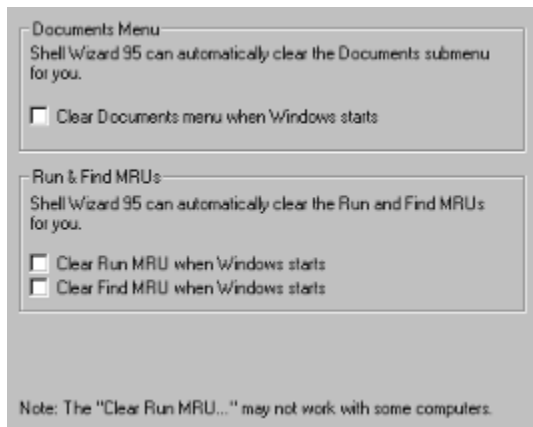 Documents Menu
Shell Wizard 95 can automatically clear the Documents submenu
for you.
Clear Documents menu when Windows starts
Run & Find MRUs
Shell Wizard 95 can automatically clear the Run and Find MRUs
for you.
Clear Run MRU when Windows starts
Clear Find MRU when Windows starts
Note: The "Clear Run MRU..." may not work with some computers.